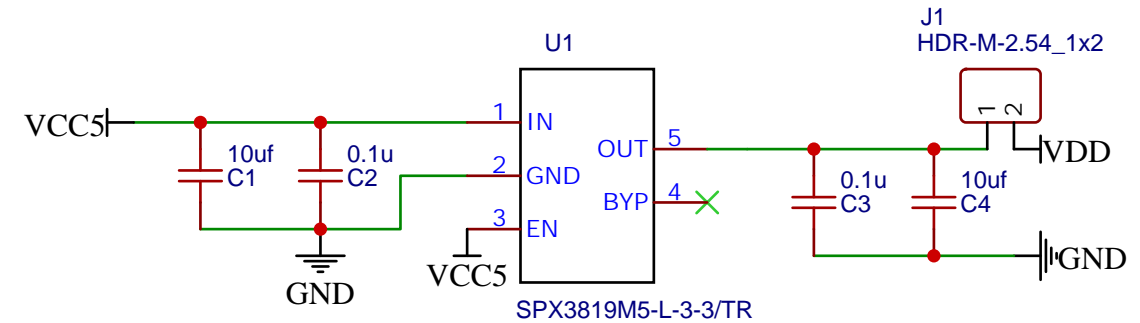 J1
HDR-M-2.54_1x2
U1
1
2
VCC5
1
IN
10uf
C1
0.1u
C2
OUT
5
VDD
2
GND
BYP
4
0.1u
C3
10uf
C4
3
EN
VCC5
GND
GND
SPX3819M5-L-3-3/TR